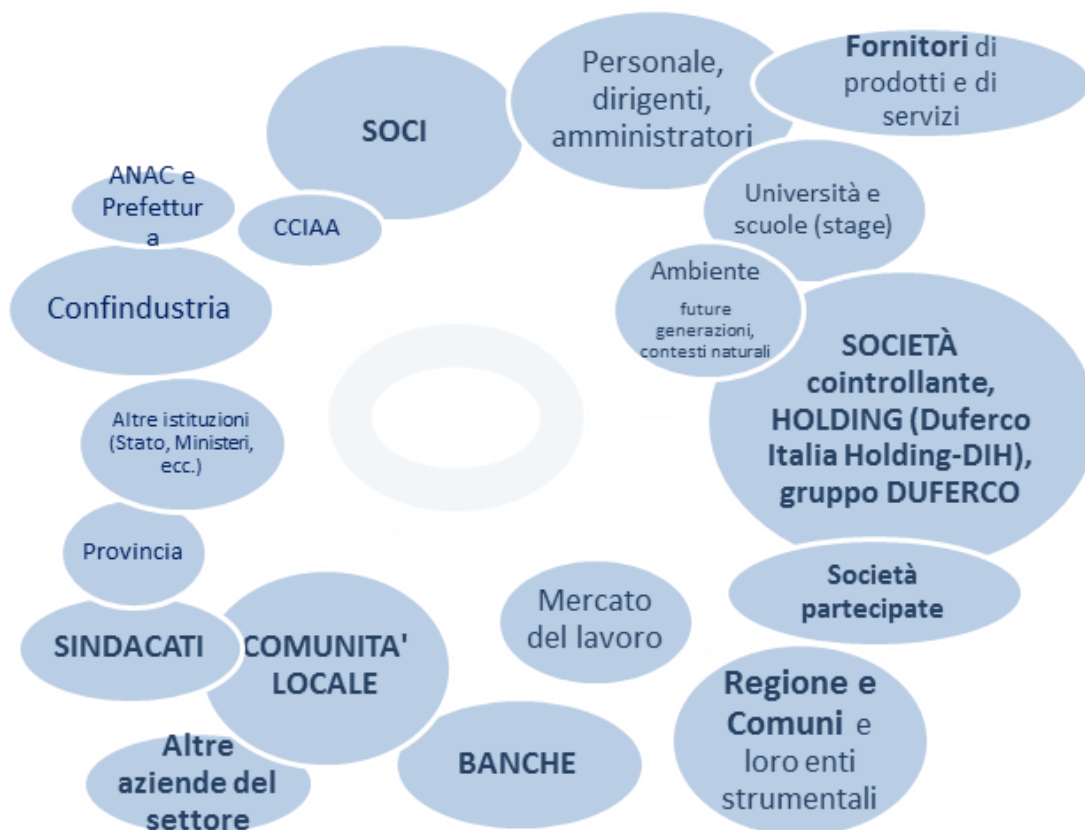 Fornitori di
prodotti e di
servizi
Personale,
dirigenti,
amministratori
SOCI
ANAC e
Prefettur
a
CCIAA
Università e
scuole (stage)
Ambiente
future
generazioni,
contesti naturali
Confindustria
SOCIETÀ
cointrollante,
HOLDING (Duferco
Italia Holding-DIH),
gruppo DUFERCO
Altre istituzioni
(Stato, Ministeri,
ecc.)
Provincia
Società
partecipate
Mercato
del lavoro
SINDACATI
COMUNITA'
LOCALE
Regione e
Comuni e
loro enti
strumentali
BANCHE
Altre
aziende del
settore